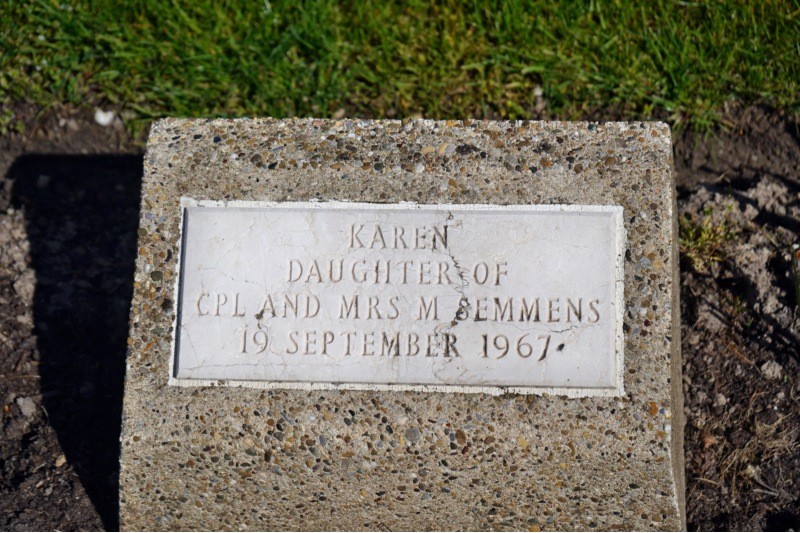 KAREN
DAUGHTER OF
CPL AND MRS M SEMMENS
19 SEPTEMBER 1967